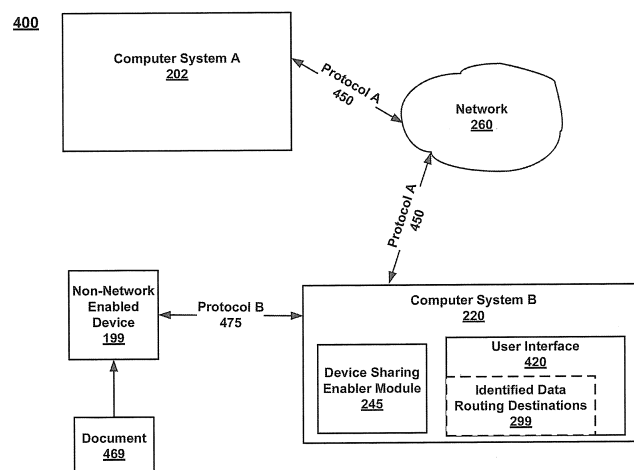 400
Computer System A
202
Protocol A
450
Network
260
Protocol A
450
Non-Network
Enabled
Device
199
Protocol B
475
Computer System B
220
Device Sharing
Enabler Module
245
User Interface
420
Identified Data
Routing Destinations
299
Document
469